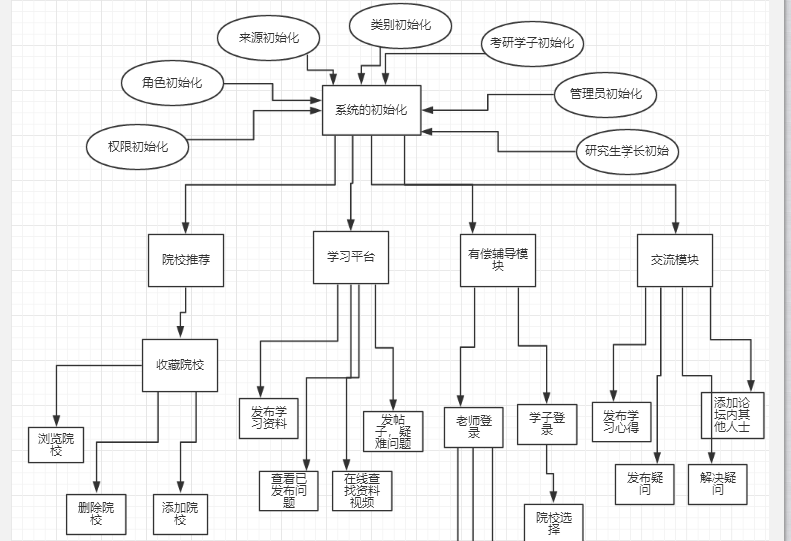 类别初始化
来源初始化
考研学子初始化
角色初始化
管理员初始化
系统的初始化
权限初始化
研究生学长初始
院校推荐
学习平台
有偿辅导模
块
交流模块
收藏院校
发布学
习资料
发帖
子，疑
难问题
老师登
录
学子登
录
发布学
习心得
添加论
坛内其
他人士
浏览院
校
查看已
发布问
题
在线查
找资料
视频
发布疑
问
解决疑
问
删除院
校
添加院
校
院校选
择